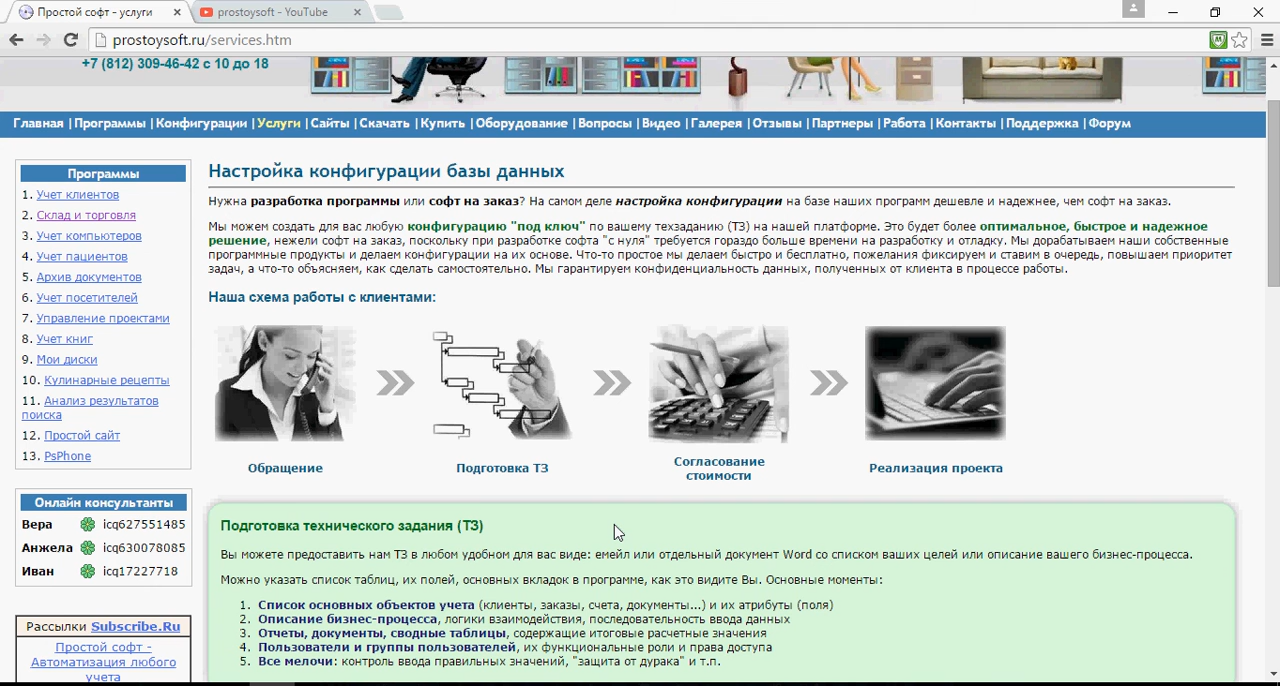 Простой софт - услуги
prostoysoft - YouTube
prostoysoft.ru/services.htm
+7 (812) 309-46-42 с 10 до 18
Главная | Программы | Конфигурации | Услуги | Сайты | Скачать | Купить | Оборудование | Вопросы | Видео | Галерея | Отзывы | Партнеры | Работа | Контакты | Поддержка | Форум
Программы
1. Учет клиентов
2. Склад и торговля
3. Учет компьютеров
4. Учет пациентов
5. Архив документов
6. Учет посетителей
7. Управление проектами
8. Учет книг
9. Мои диски
10. Кулинарные рецепты
11. Анализ результатов
поиска
12. Простой сайт
13. PsPhone
Онлайн консультанты
Вера icq627551485
Анжела icq630078085
Иван icq17227718
Рассылки Subscribe.Ru
Простой софт -
Автоматизация любого
учета
Настройка конфигурации базы данных
Нужна разработка программы или софт на заказ? На самом деле настройка конфигурации на базе наших программ дешевле и надежнее, чем софт на заказ.
Мы можем создать для вас любую конфигурацию "под ключ" по вашему техзаданию (ТЗ) на нашей платформе. Это будет более оптимальное, быстрое и надежное
решение, нежели софт на заказ, поскольку при разработке софта "с нуля" требуется гораздо больше времени на разработку и отладку. Мы дорабатываем наши собственные
программные продукты и делаем конфигурации на их основе. Что-то простое мы делаем быстро и бесплатно, пожелания фиксируем и ставим в очередь, повышаем приоритет
задач, а что-то объясняем, как сделать самостоятельно. Мы гарантируем конфиденциальность данных, полученных от клиента в процессе работы.
Наша схема работы с клиентами:
Обращение
Подготовка ТЗ
Согласование
стоимости
Реализация проекта
Подготовка технического задания (ТЗ)
Вы можете предоставить нам ТЗ в любом удобном для вас виде: емейл или отдельный документ Word со списком ваших целей или описание вашего бизнес-процесса.
Можно указать список таблиц, их полей, основных вкладок в программе, как это видите Вы. Основные моменты:
1. Список основных объектов учета (клиенты, заказы, счета, документы...) и их атрибуты (поля)
2. Описание бизнес-процесса, логики взаимодействия, последовательность ввода данных
3. Отчеты, документы, сводные таблицы, содержащие итоговые расчетные значения
4. Пользователи и группы пользователей, их функциональные роли и права доступа
5. Все мелочи: контроль ввода правильных значений, "защита от дурака" и т.п.